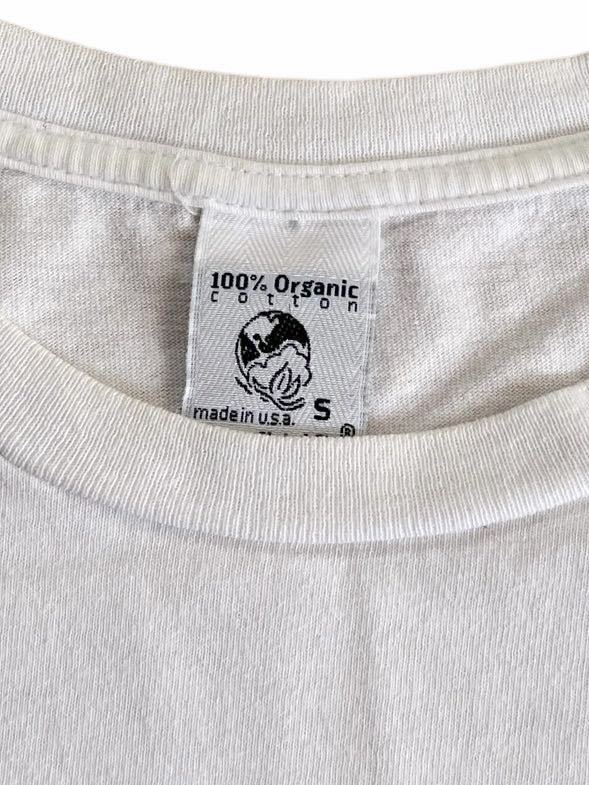 100% Organic
cotton
S
made in u.s.a.
®